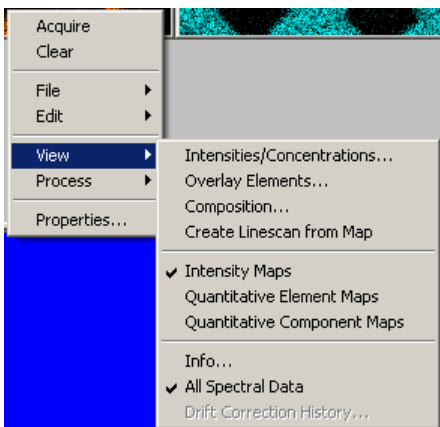 Acquire
Clear
File
Edit
View
Process
Properties...
Intensities/Concentrations...
Overlay Elements...
Composition...
Create Linescan from Map
Intensity Maps
Quantitative Element Maps
Quantitative Component Maps
Info...
All Spectral Data
Drift Correction History...